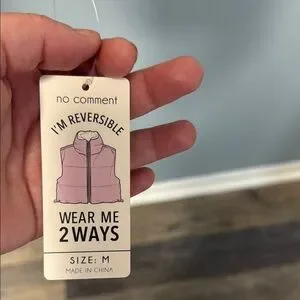 no comment
I'M REVERSIBLE
WEAR ME
2 WAYS
SIZE: M
MADE IN CHINA